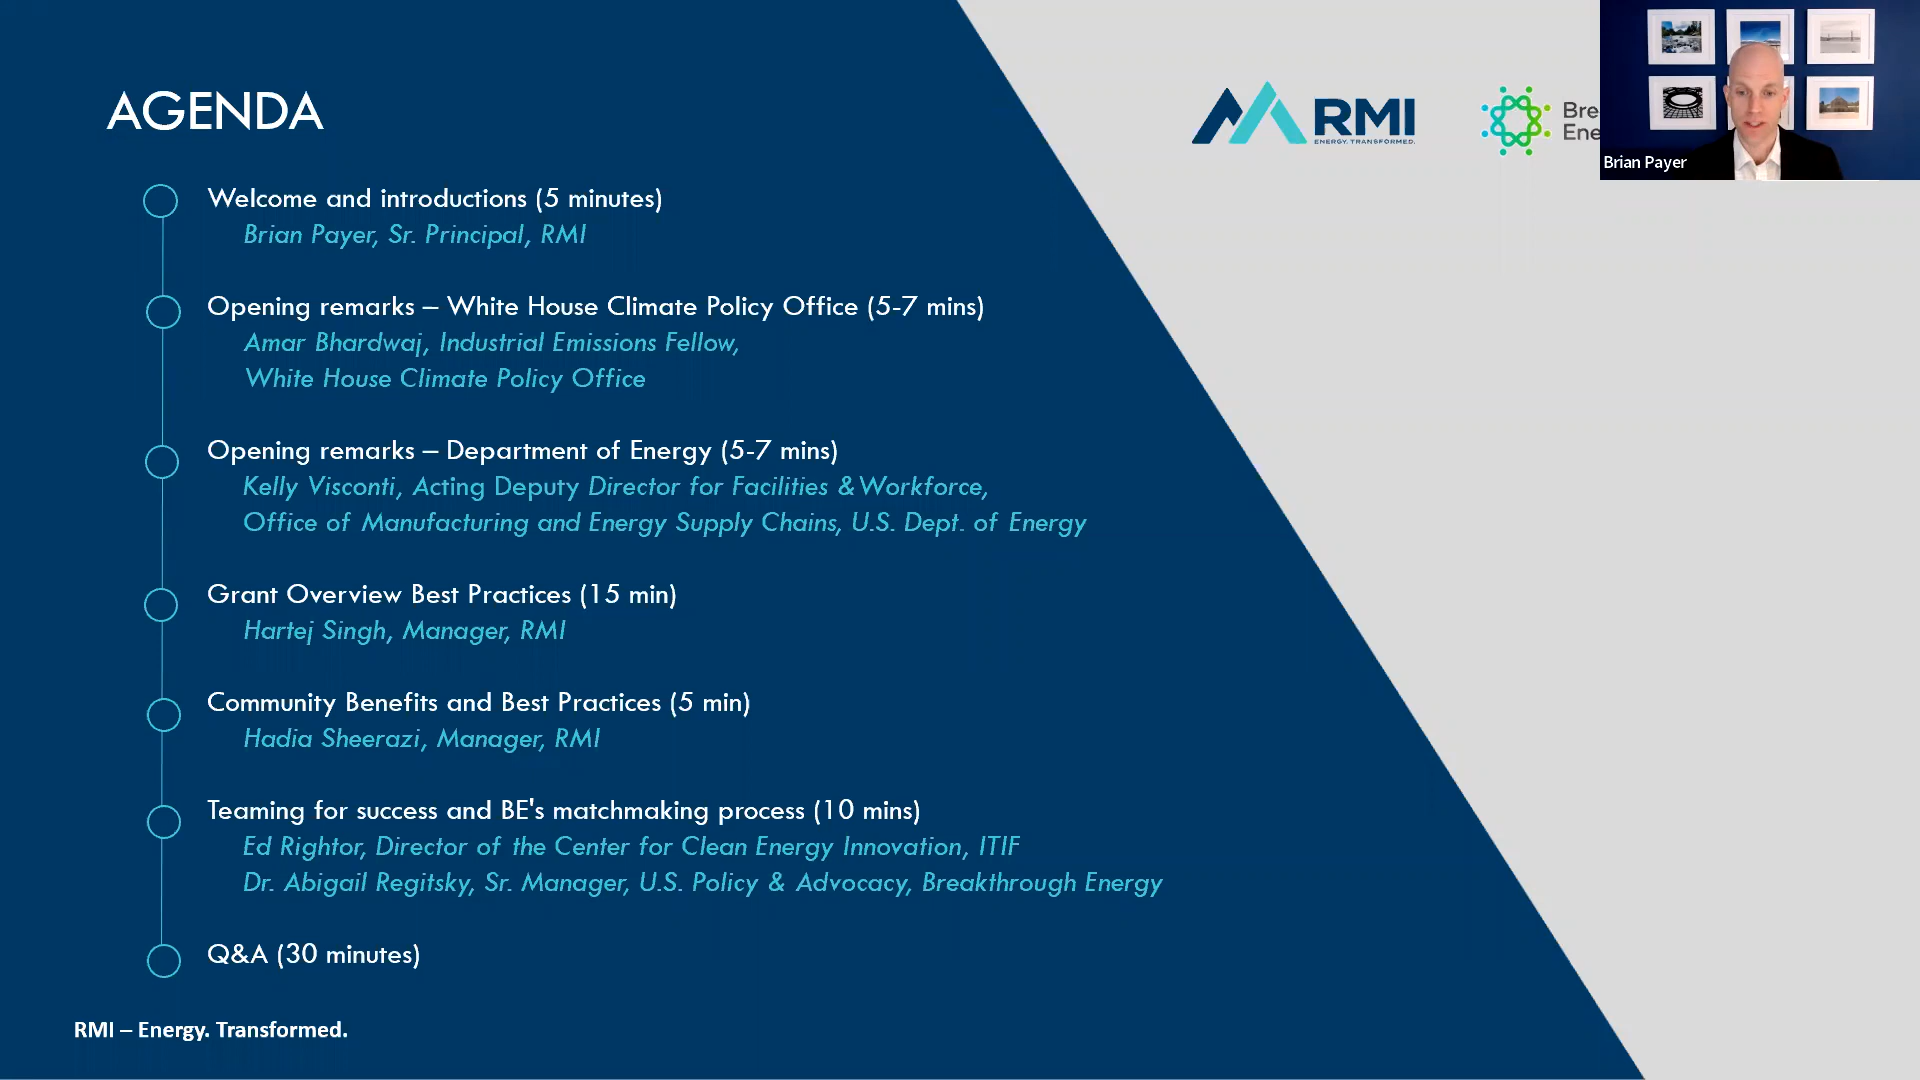 AGENDA
RMI
ENERGY. TRANSFORMED.
Bre
Ene
Brian Payer
Welcome and introductions (5 minutes)
Brian Payer, Sr. Principal, RMI
Opening remarks – White House Climate Policy Office (5-7 mins)
Amar Bhardwaj, Industrial Emissions Fellow,
White House Climate Policy Office
Opening remarks – Department of Energy (5-7 mins)
Kelly Visconti, Acting Deputy Director for Facilities &Workforce,
Office of Manufacturing and Energy Supply Chains, U.S. Dept. of Energy
Grant Overview Best Practices (15 min)
Hartej Singh, Manager, RMI
Community Benefits and Best Practices (5 min)
Hadia Sheerazi, Manager, RMI
Teaming for success and BE's matchmaking process (10 mins)
Ed Rightor, Director of the Center for Clean Energy Innovation, ITIF
Dr. Abigail Regitsky, Sr. Manager, U.S. Policy & Advocacy, Breakthrough Energy
Q&A (30 minutes)
RMI – Energy. Transformed.